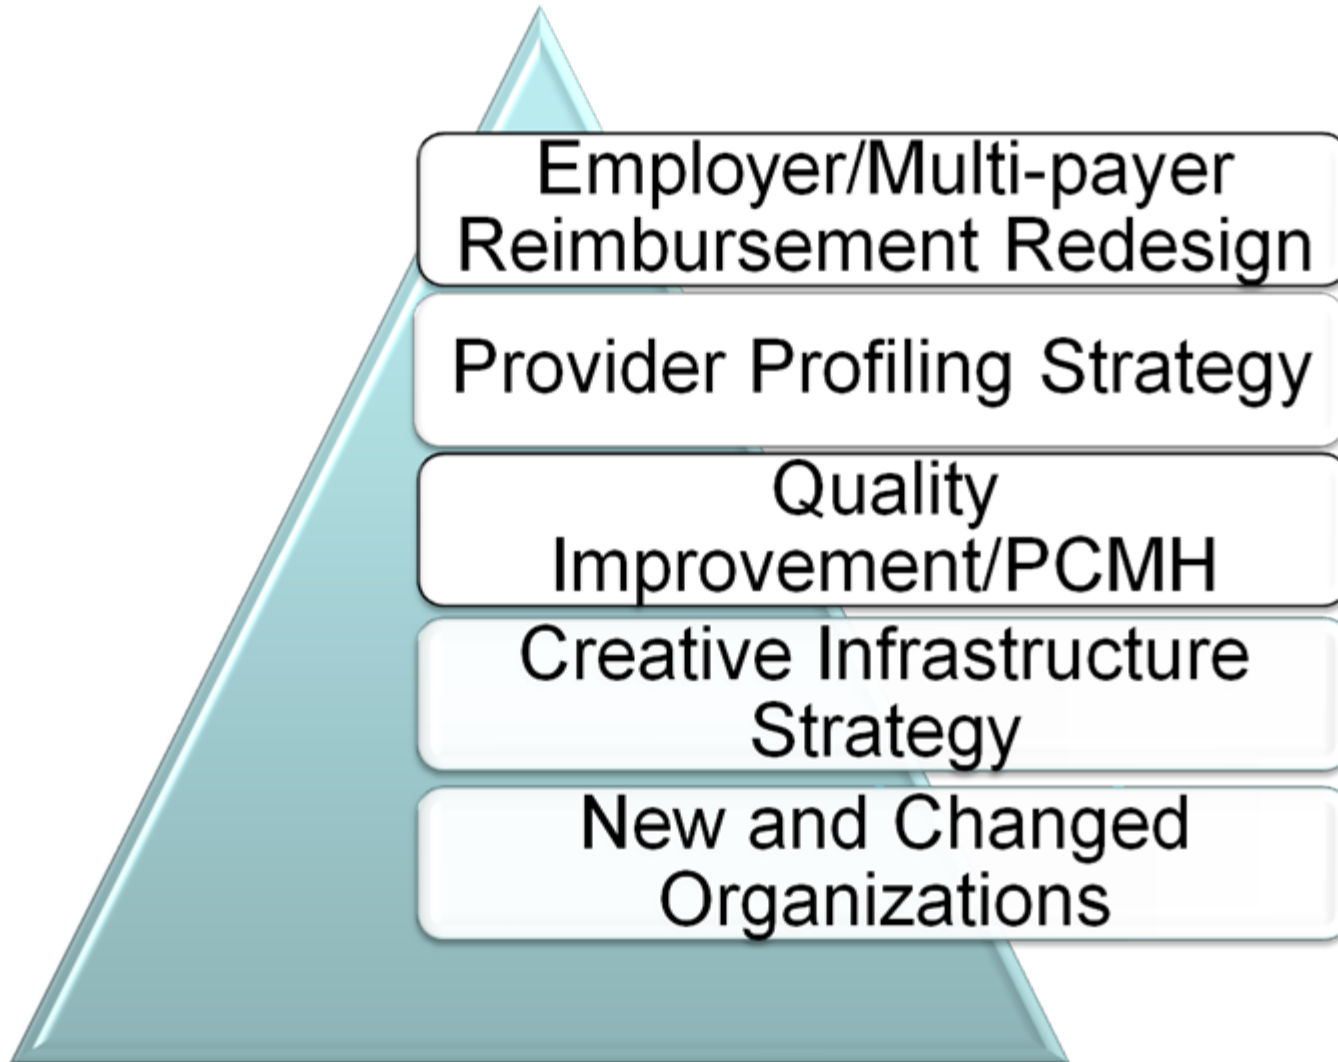 Employer/Multi-payer
Reimbursement Redesign
Provider Profiling Strategy
Quality
Improvement/PCMH
Creative Infrastructure
Strategy
New and Changed
Organizations